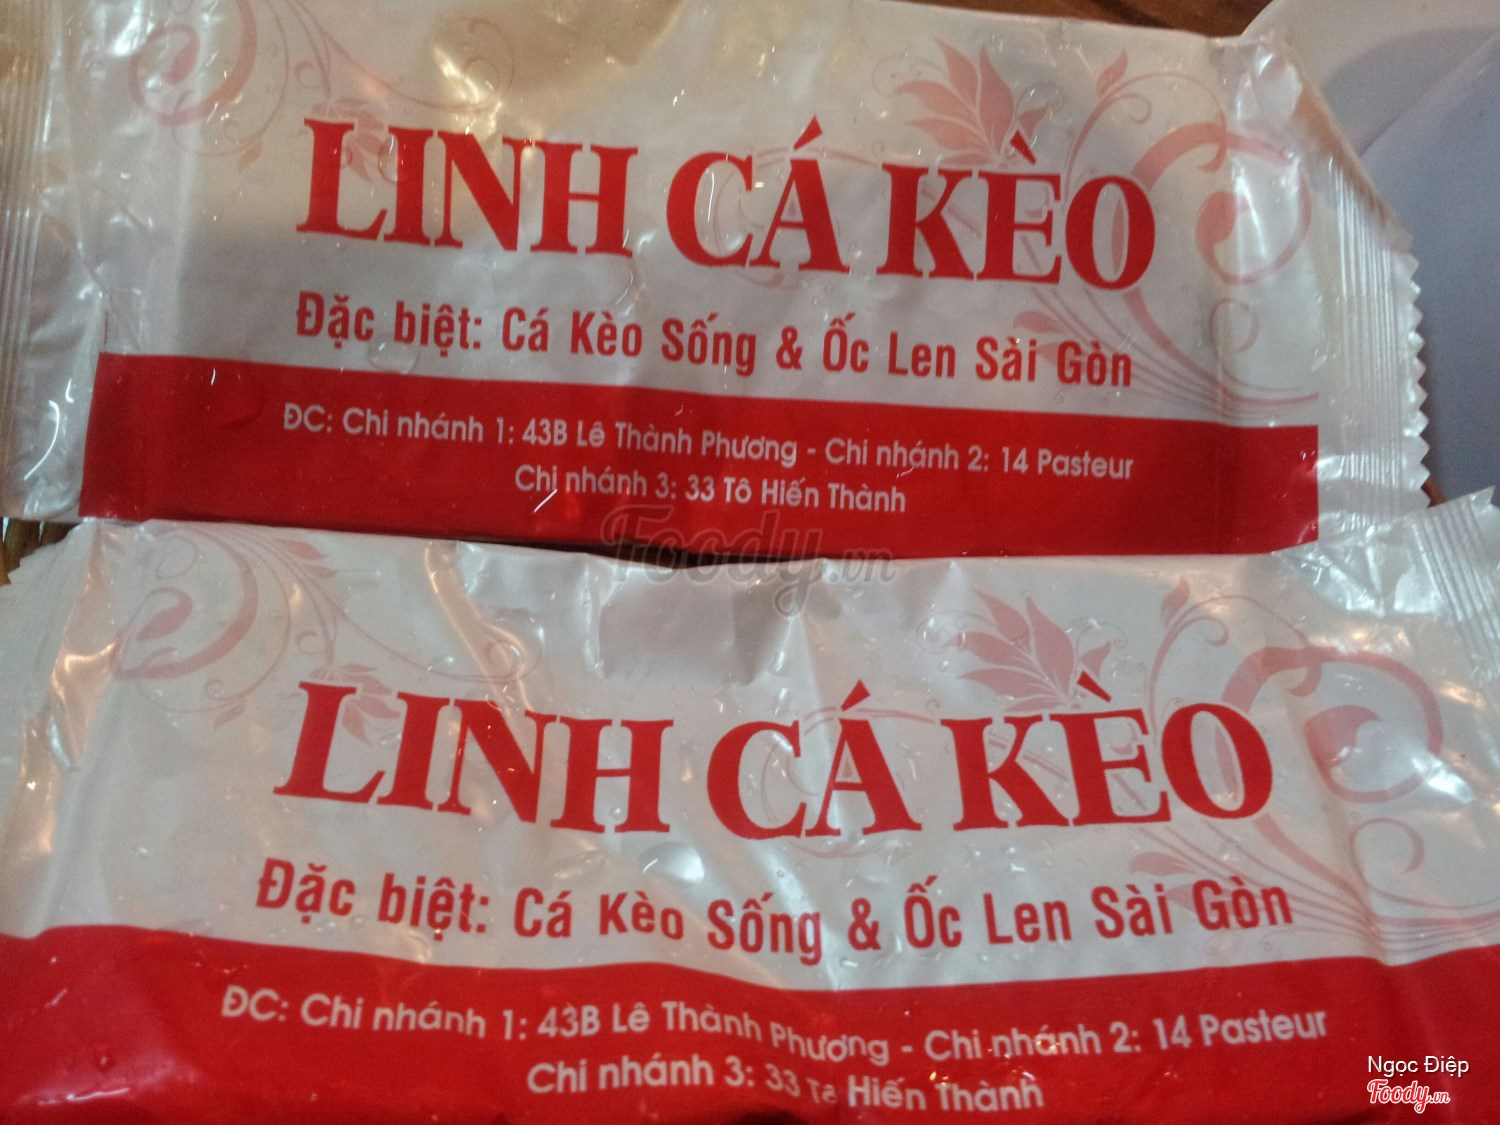 LINH CÁ KÈO
Đặc biệt: Cá Kèo Sống & Ốc Len Sài Gòn
ĐC: Chi nhánh 1: 43B Lê Thành Phương - Chi nhánh 2: 14 Pasteur
Chi nhánh 3: 33 Tô Hiến Thành
Foody.vn
LINH CÁ KÈO
Đặc biệt: Cá Kèo Sống & Ốc Len Sài Gòn
ĐC: Chi nhánh 1: 43B Lê Thành Phương - Chi nhánh 2: 14 Pasteur
Chi nhánh 3: 33 Tô Hiến Thành
Ngọc Điệp
Foody.vn